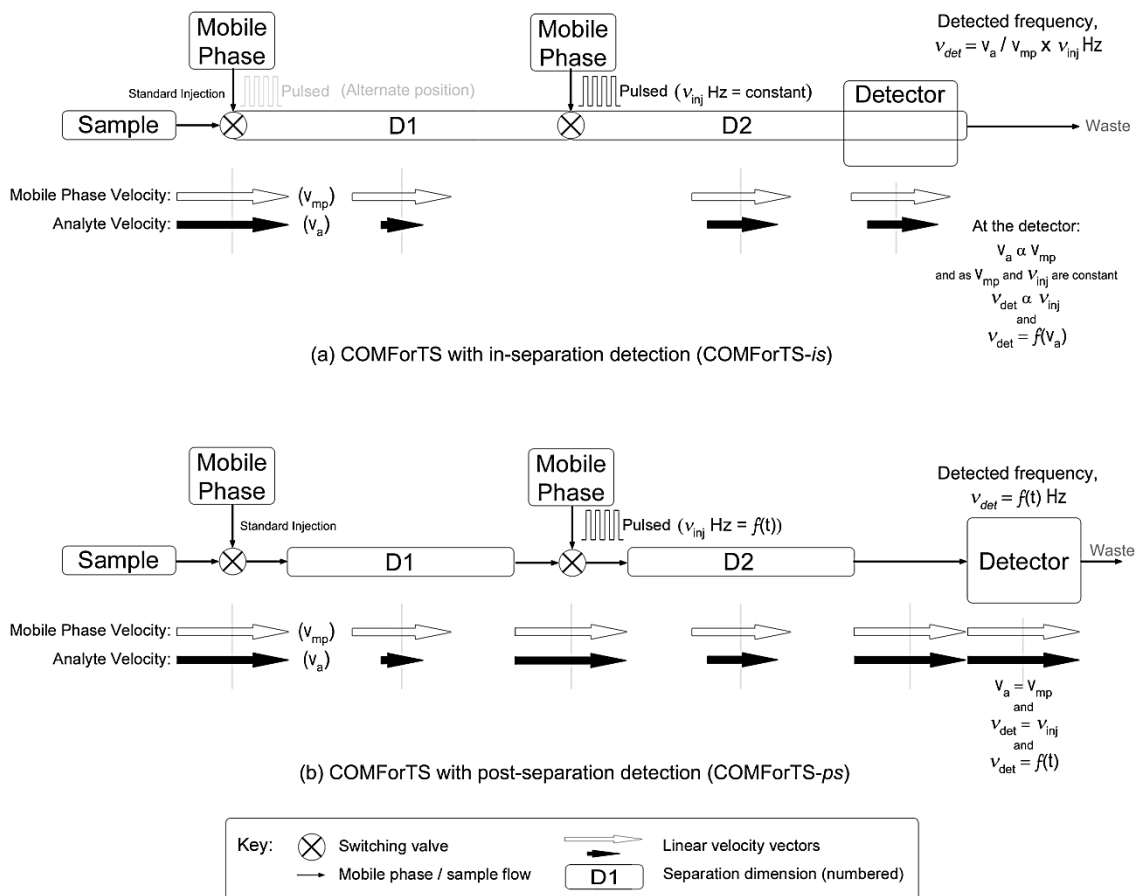 Mobile
Phase
Mobile
Phase
Detected frequency,
νdet = Va / Vmp x νinj Hz
Standard Injection
Pulsed (Alternate position)
Pulsed (νinj Hz = constant)
Detector
Sample
D1
D2
Waste
Mobile Phase Velocity:
(Vmp)
Analyte Velocity:
(Va)
At the detector:
Va α Vmp
and as Vmp and νinj are constant
νdet α νinj
and
νdet = f(Va)
(a) COMForTS with in-separation detection (COMForTS-is)
Mobile
Phase
Mobile
Phase
Detected frequency,
νdet = f(t) Hz
Standard Injection
Pulsed (νinj Hz = f(t))
Sample
D1
D2
Detector
Waste
Mobile Phase Velocity:
(Vmp)
Analyte Velocity:
(Va)
Va = Vmp
and
νdet = νinj
and
νdet = f(t)
(b) COMForTS with post-separation detection (COMForTS-ps)
Key:
Switching valve
Linear velocity vectors
Mobile phase / sample flow
D1
Separation dimension (numbered)